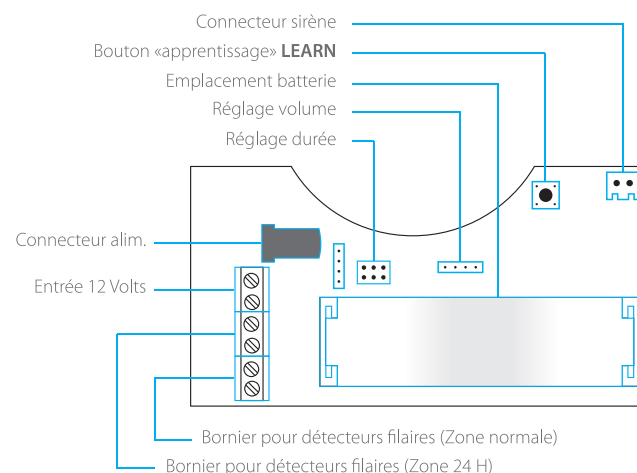 Connecteur sirène
Bouton «apprentissage» LEARN
Emplacement batterie
Réglage volume
Réglage durée
Connecteur alim.
Entrée 12 Volts
Bornier pour détecteurs filaires (Zone normale)
Bornier pour détecteurs filaires (Zone 24 H)